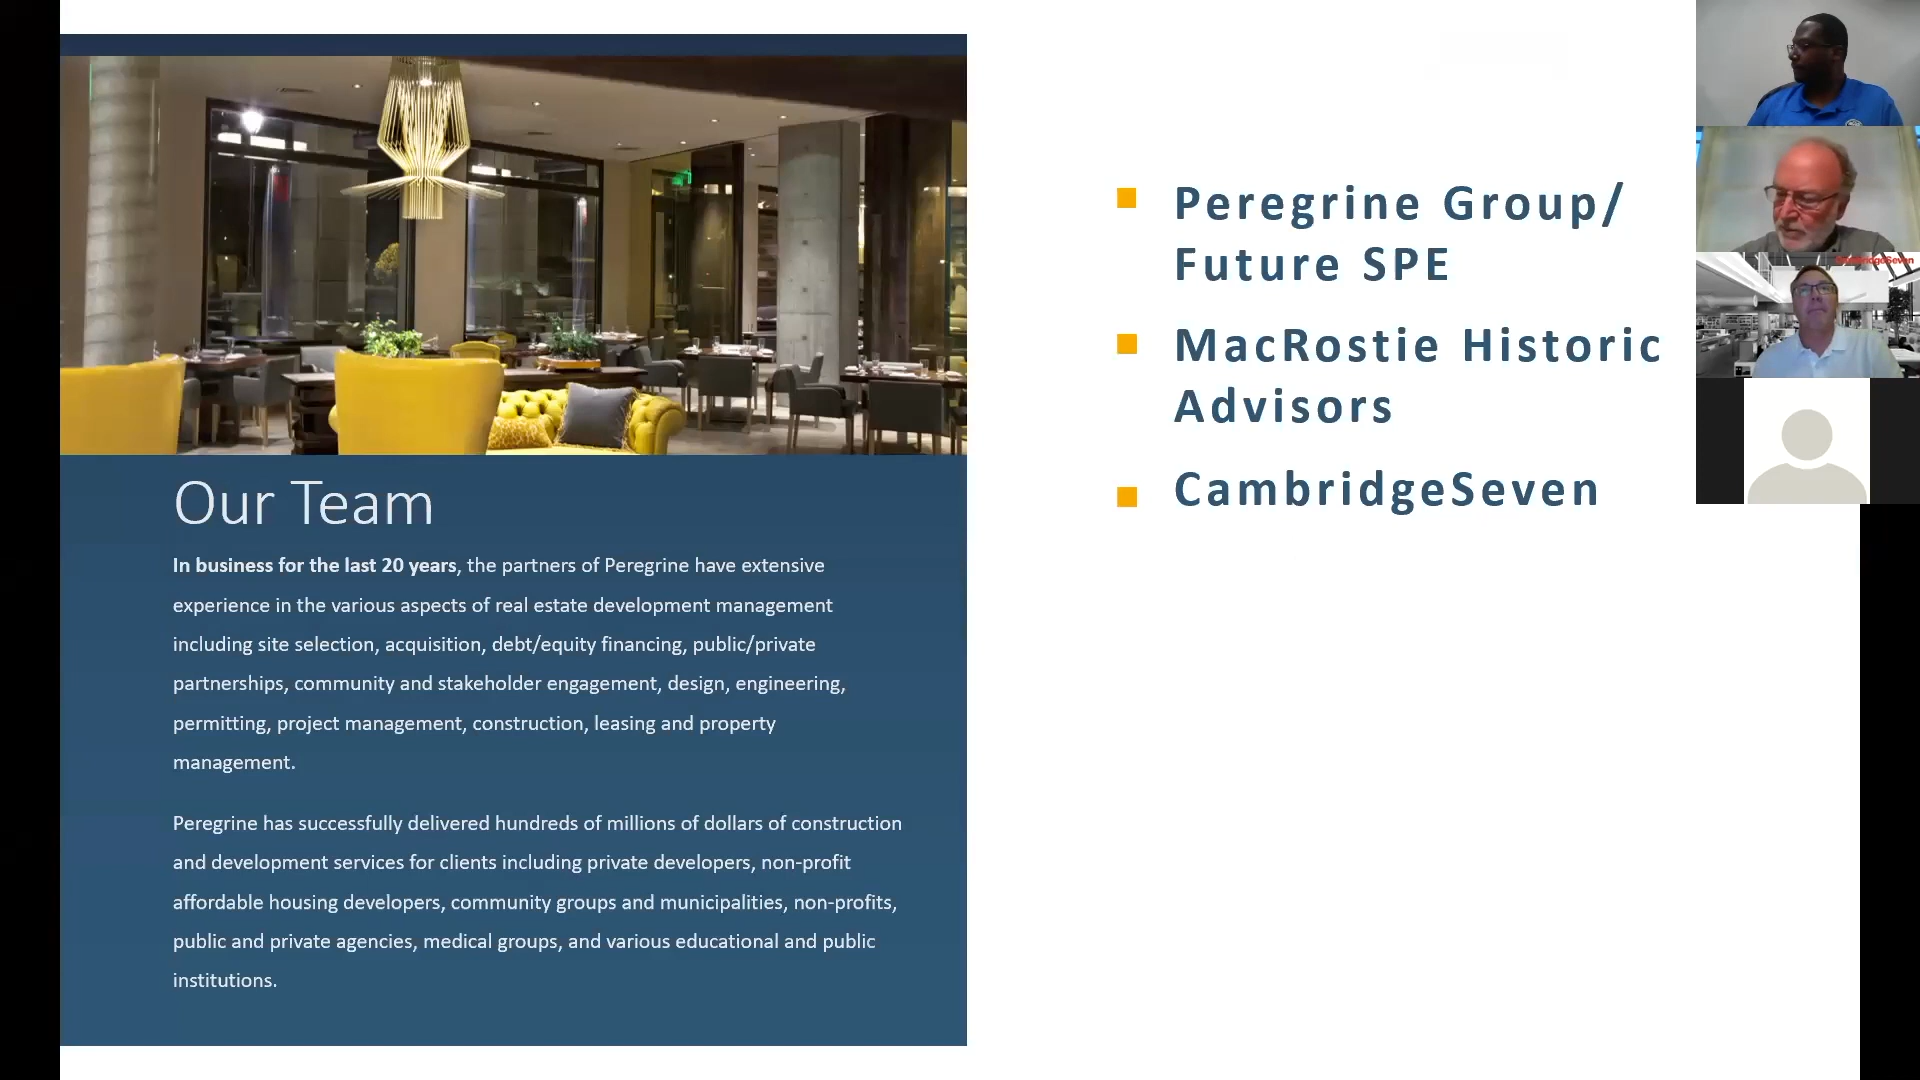 Our Team
In business for the last 20 years, the partners of Peregrine have extensive
experience in the various aspects of real estate development management
including site selection, acquisition, debt/equity financing, public/private
partnerships, community and stakeholder engagement, design, engineering,
permitting, project management, construction, leasing and property
management.
Peregrine has successfully delivered hundreds of millions of dollars of construction
and development services for clients including private developers, non-profit
affordable housing developers, community groups and municipalities, non-profits,
public and private agencies, medical groups, and various educational and public
institutions.
Peregrine Group/
Future SPE
MacRostie Historic
Advisors
CambridgeSeven
CambridgeSeven